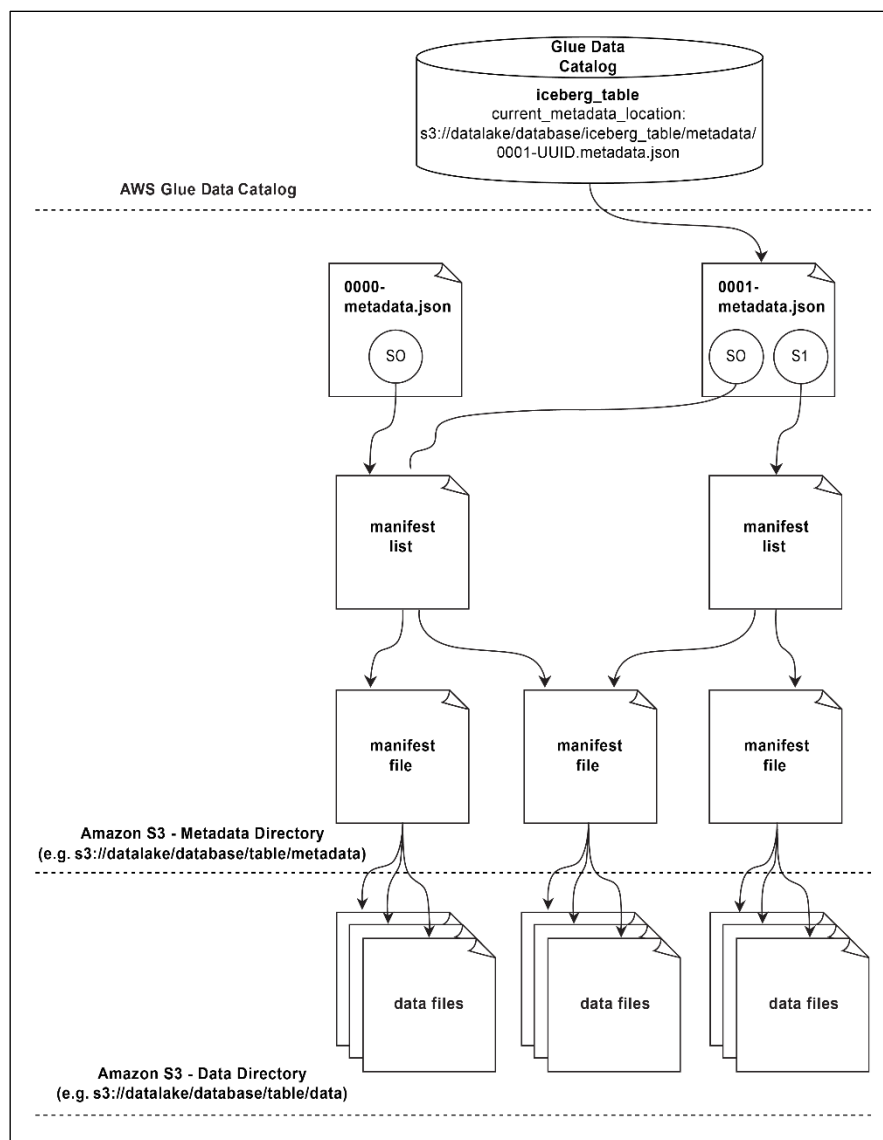 Glue Data
Catalog
iceberg_table
current_metadata_location:
s3://datalake/database/iceberg_table/metadata/
0001-UUID.metadata.json
AWS Glue Data Catalog
0000-
metadata.json
SO
0001-
metadata.json
SO
S1
manifest
list
manifest
list
manifest
file
manifest
file
manifest
file
Amazon S3 - Metadata Directory
(e.g. s3://datalake/database/table/metadata)
data files
data files
data files
Amazon S3 - Data Directory
(e.g. s3://datalake/database/table/data)